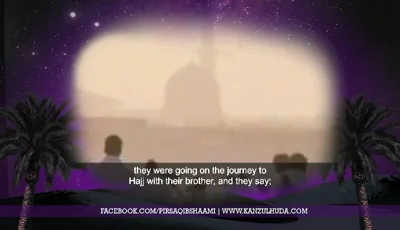 they were going on the journey to
Hajj with their brother, and they say;
FACEBOOK.COM/PIRSAQIBSHAAMI | WWW.KANZULHUDA.COM